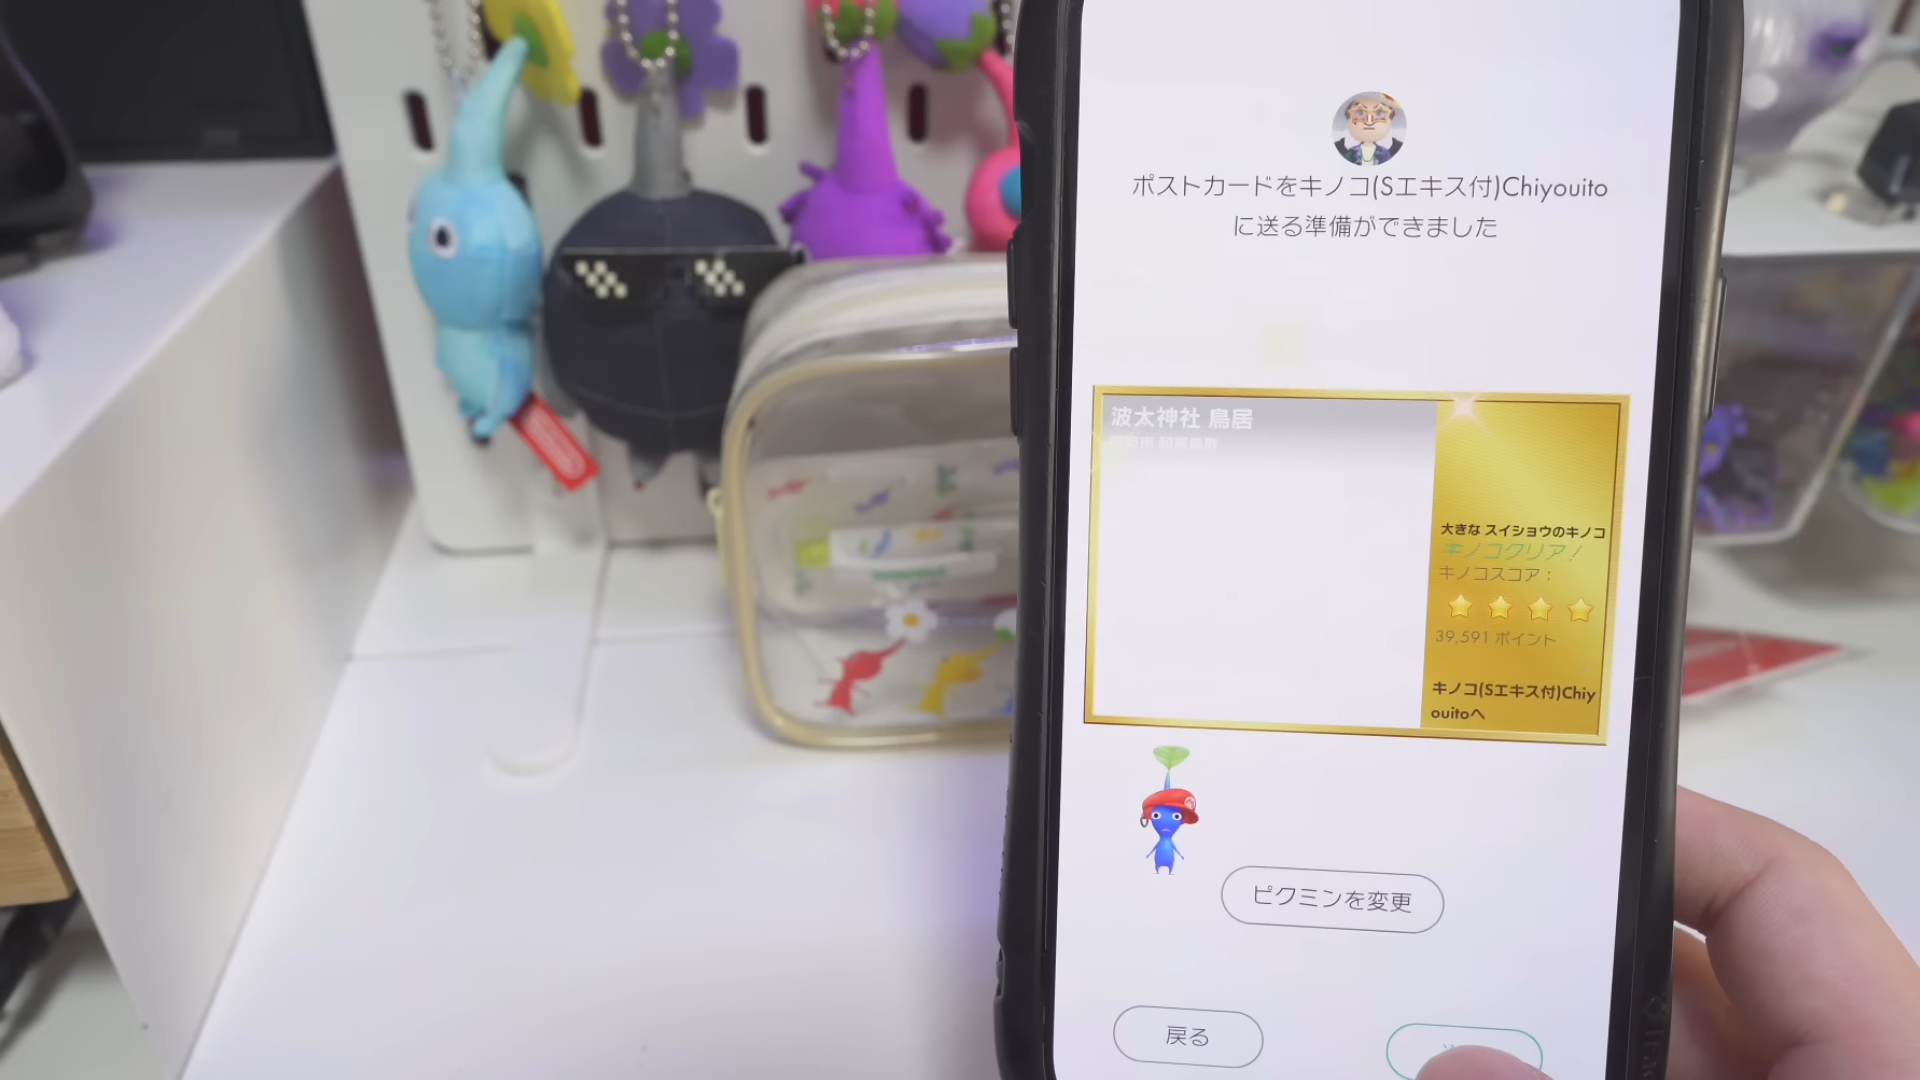 ポストカードをキノコ(Sエキス付)Chiyouito
に送る準備ができました
波太神社 鳥居
大きな スイショウのキノコ
キノコクリア!
キノコスコア:
39,591 ポイント
キノコ(Sエキス付)Chiy
ouitoへ
ピクミンを変更
戻る